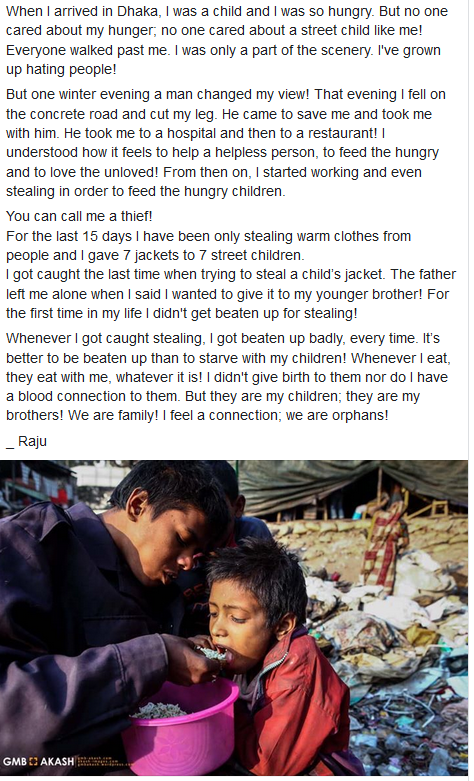 When I arrived in Dhaka, I was a child and I was so hungry. But no one
cared about my hunger; no one cared about a street child like me!
Everyone walked past me. I was only a part of the scenery. I've grown
up hating people!
But one winter evening a man changed my view! That evening I fell on
the concrete road and cut my leg. He came to save me and took me
with him. He took me to a hospital and then to a restaurant! I
understood how it feels to help a helpless person, to feed the hungry
and to love the unloved! From then on, I started working and even
stealing in order to feed the hungry children.
You can call me a thief!
For the last 15 days I have been only stealing warm clothes from
people and I gave 7 jackets to 7 street children.
I got caught the last time when trying to steal a child's jacket. The father
left me alone when I said I wanted to give it to my younger brother! For
the first time in my life I didn't get beaten up for stealing!
Whenever I got caught stealing, I got beaten up badly, every time. It's
better to be beaten up than to starve with my children! Whenever I eat,
they eat with me, whatever it is! I didn't give birth to them nor do I have
a blood connection to them. But they are my children; they are my
brothers! We are family! I feel a connection; we are orphans!
_ Raju
GMB AKASH